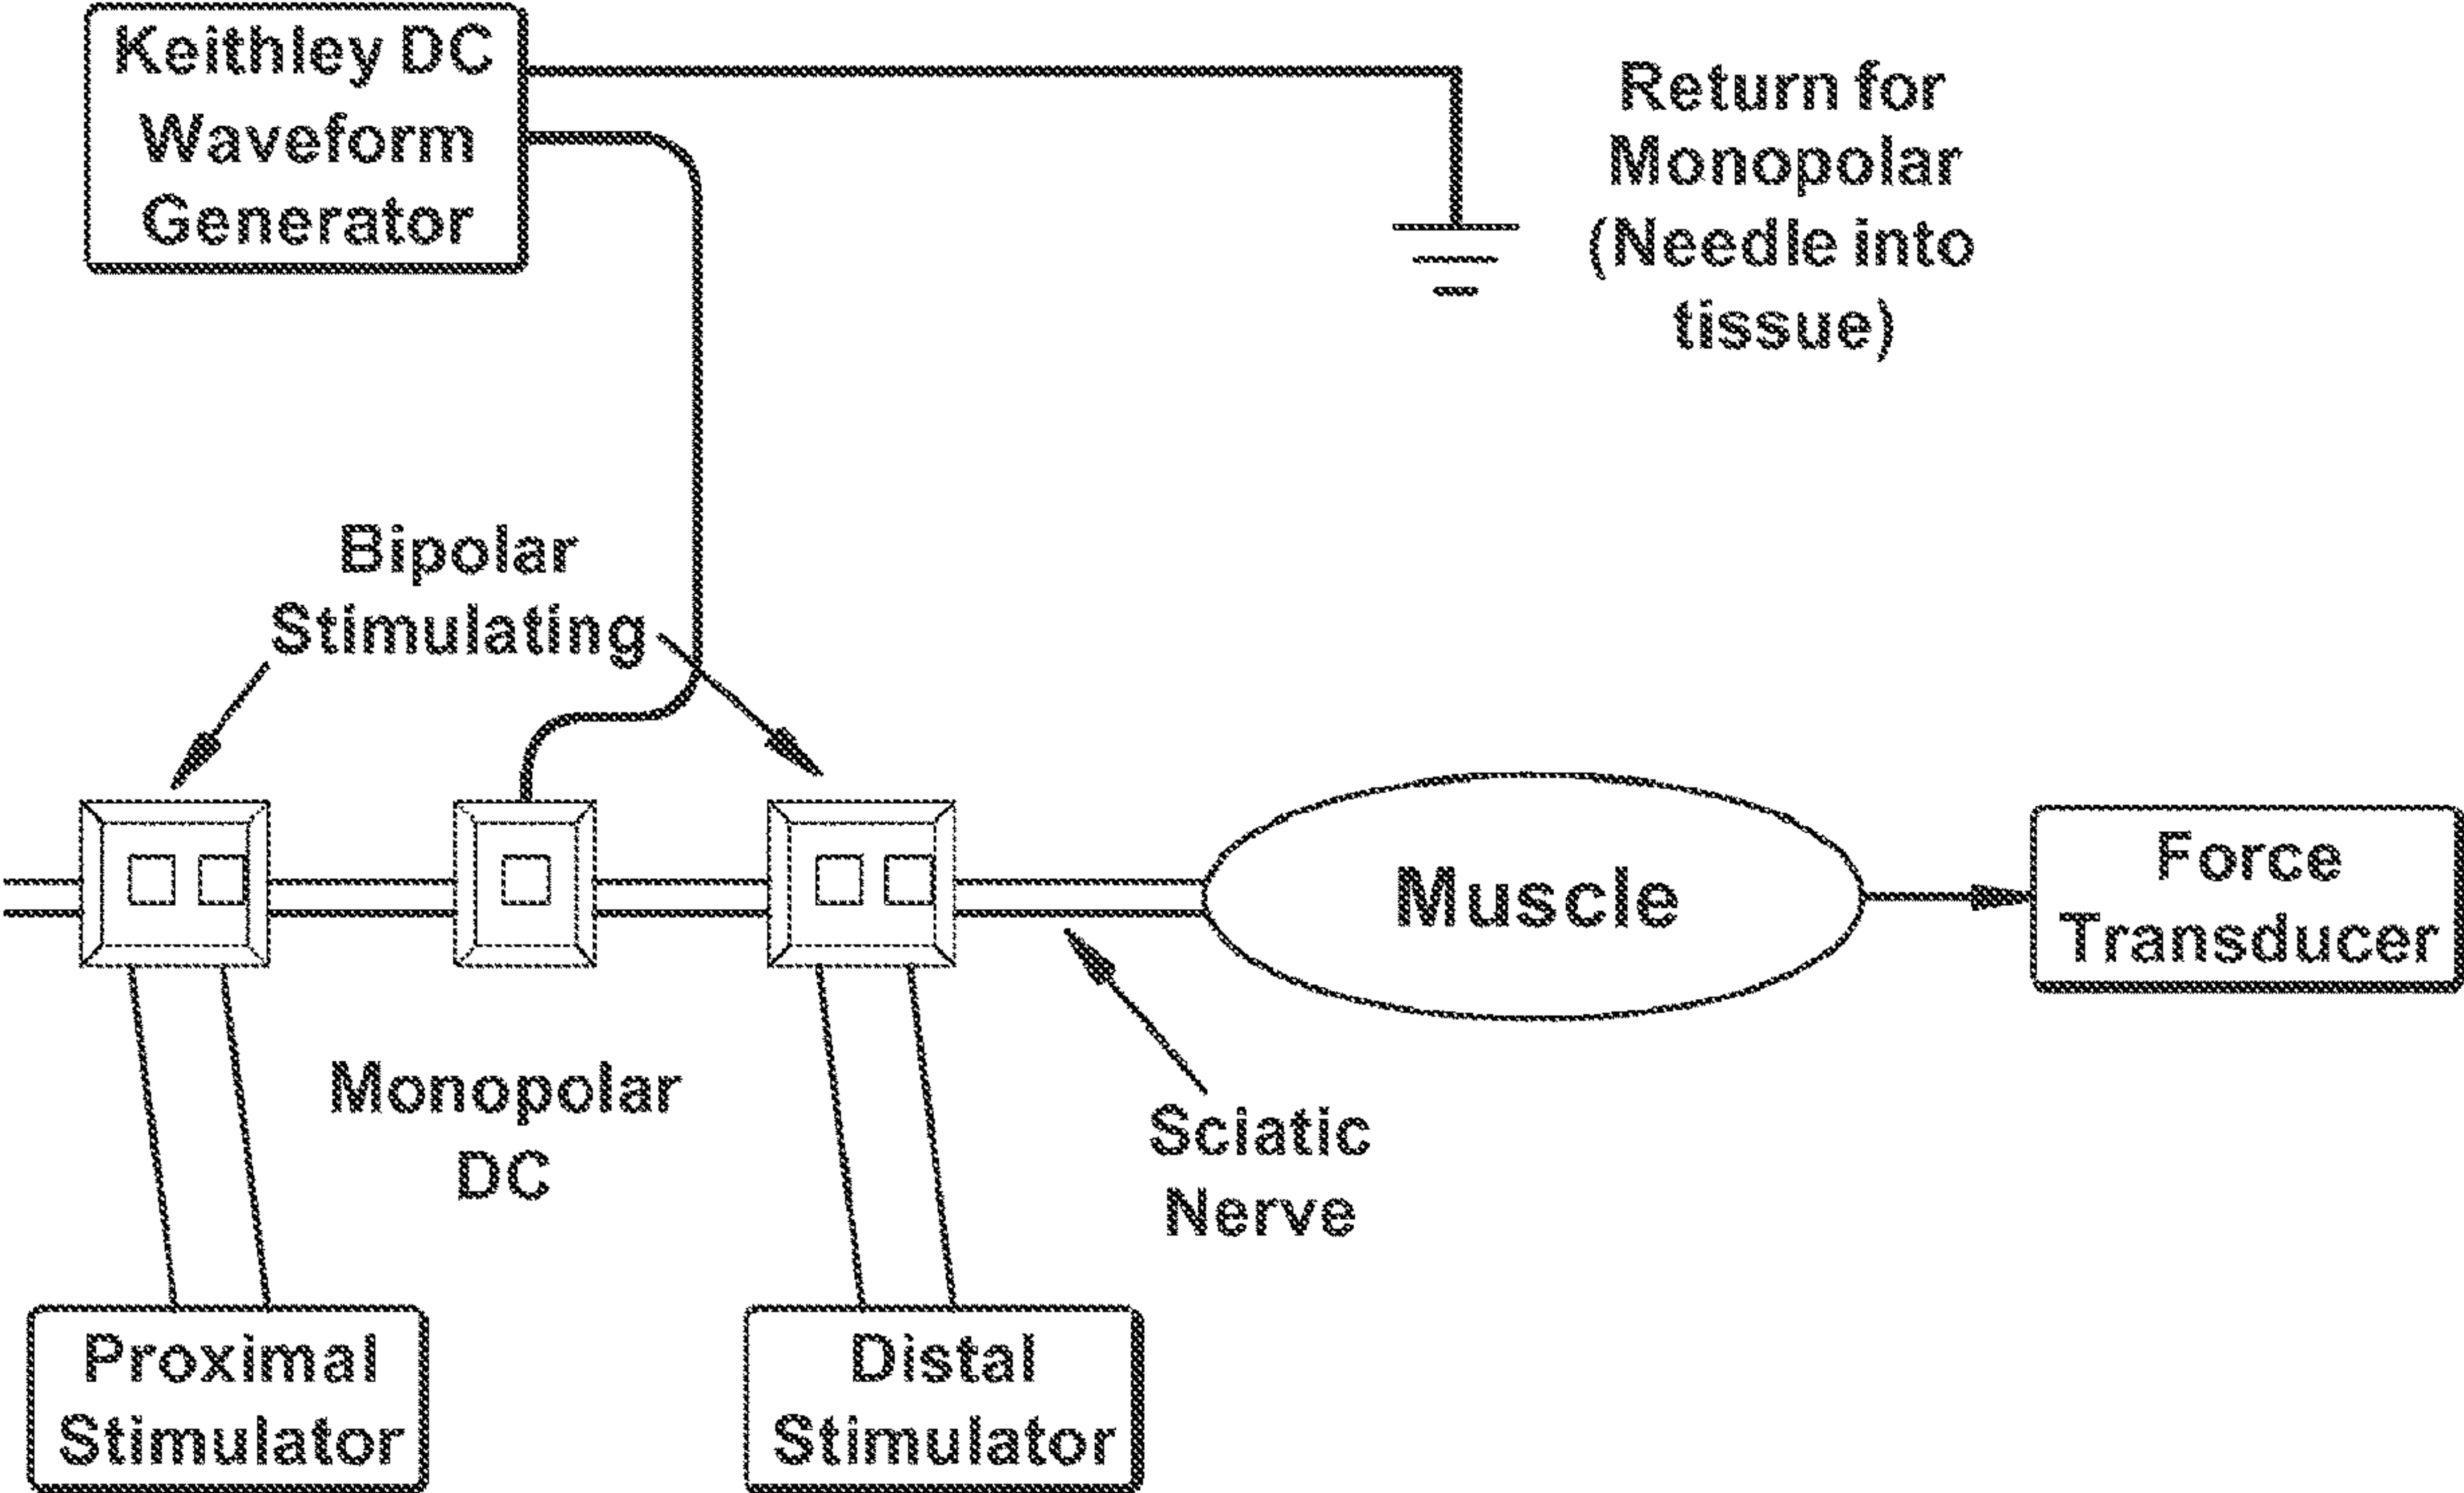 Keithley DC
Waveform
Generator
Return for
Monopolar
(Needle into
tissue)
Bipolar
Stimulating
Muscle
Force
Transducer
Monopolar
DC
Sciatic
Nerve
Proximal
Stimulator
Distal
Stimulator